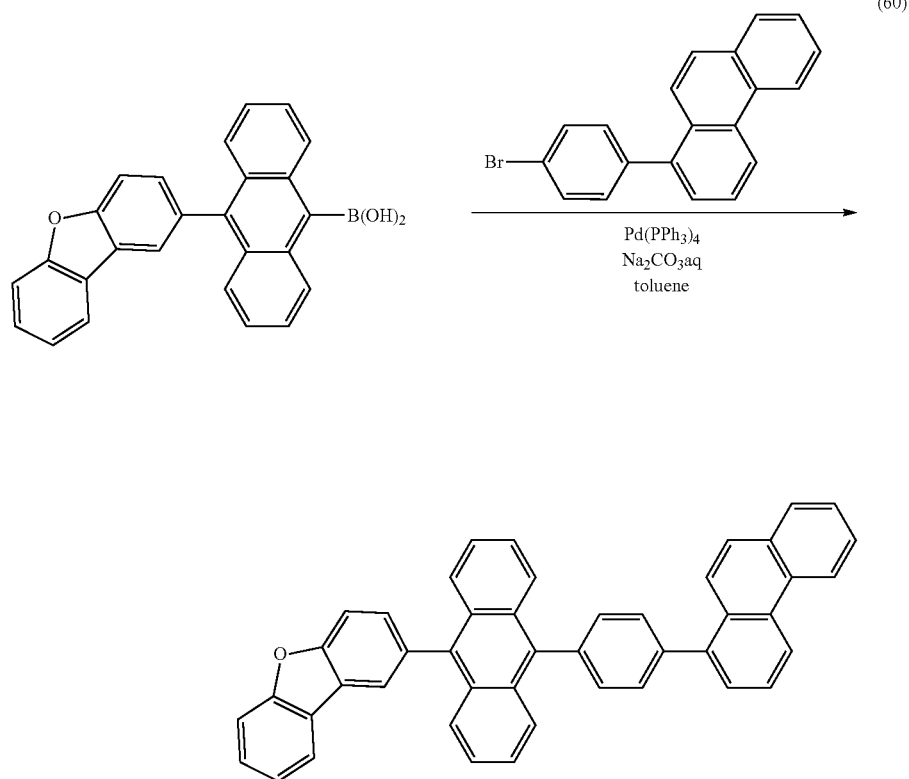 (60)
Br
O
B(OH)₂
Pd(PPh₃)₄
Na₂CO₃aq
toluene
O